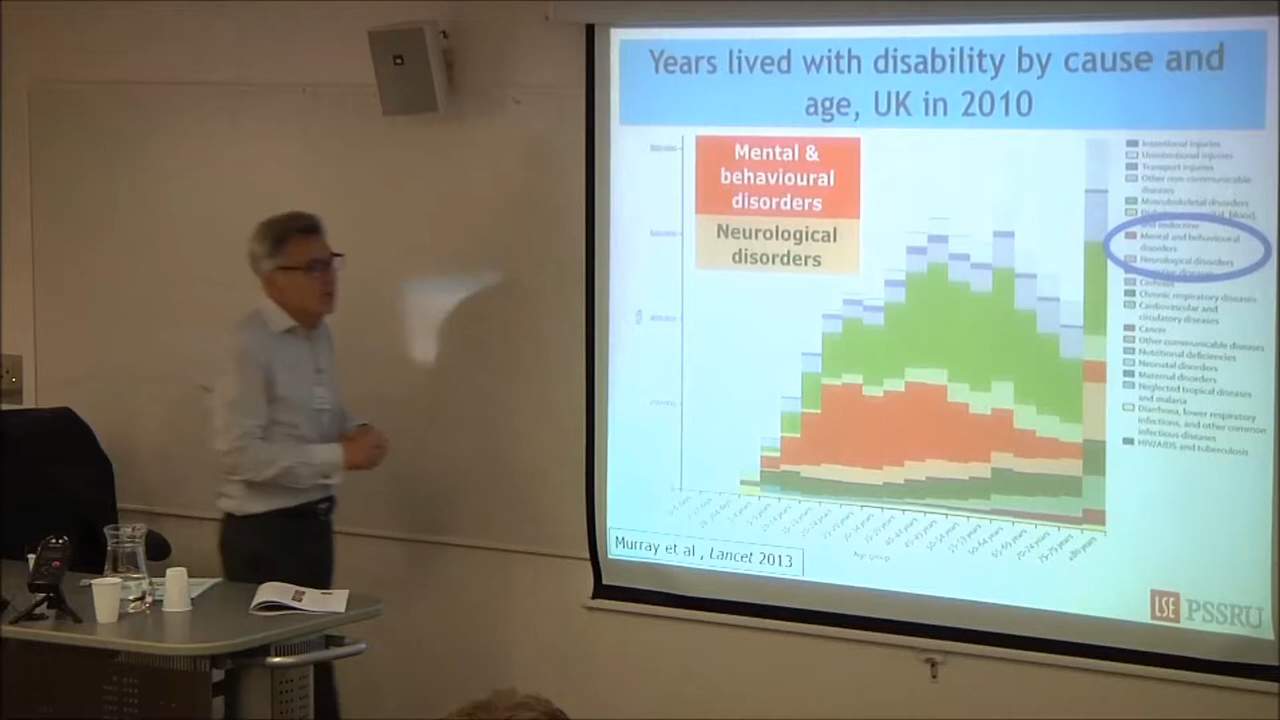 Years lived with disability by cause and
age, UK in 2010
Mental &
behavioural
disorders
Neurological
disorders
Intentional injuries
Unintentional injuries
Transport injuries
Other non-communicable
diseases
Musculoskeletal disorders
and endocrine
Mental and behavioural
disorders
Neurological disorders
Cirrhosis
Chronic respiratory diseases
Cardiovascular and
circulatory diseases
Cancer
Other communicable diseases
Nutritional deficiencies
Neonatal disorders
Maternal disorders
Neglected tropical diseases
and malaria
Diarrhoea, lower respiratory
infections, and other common
infectious diseases
HIV/AIDS and tuberculosis
Age group
Murray et al , Lancet 2013
LSE PSSRU